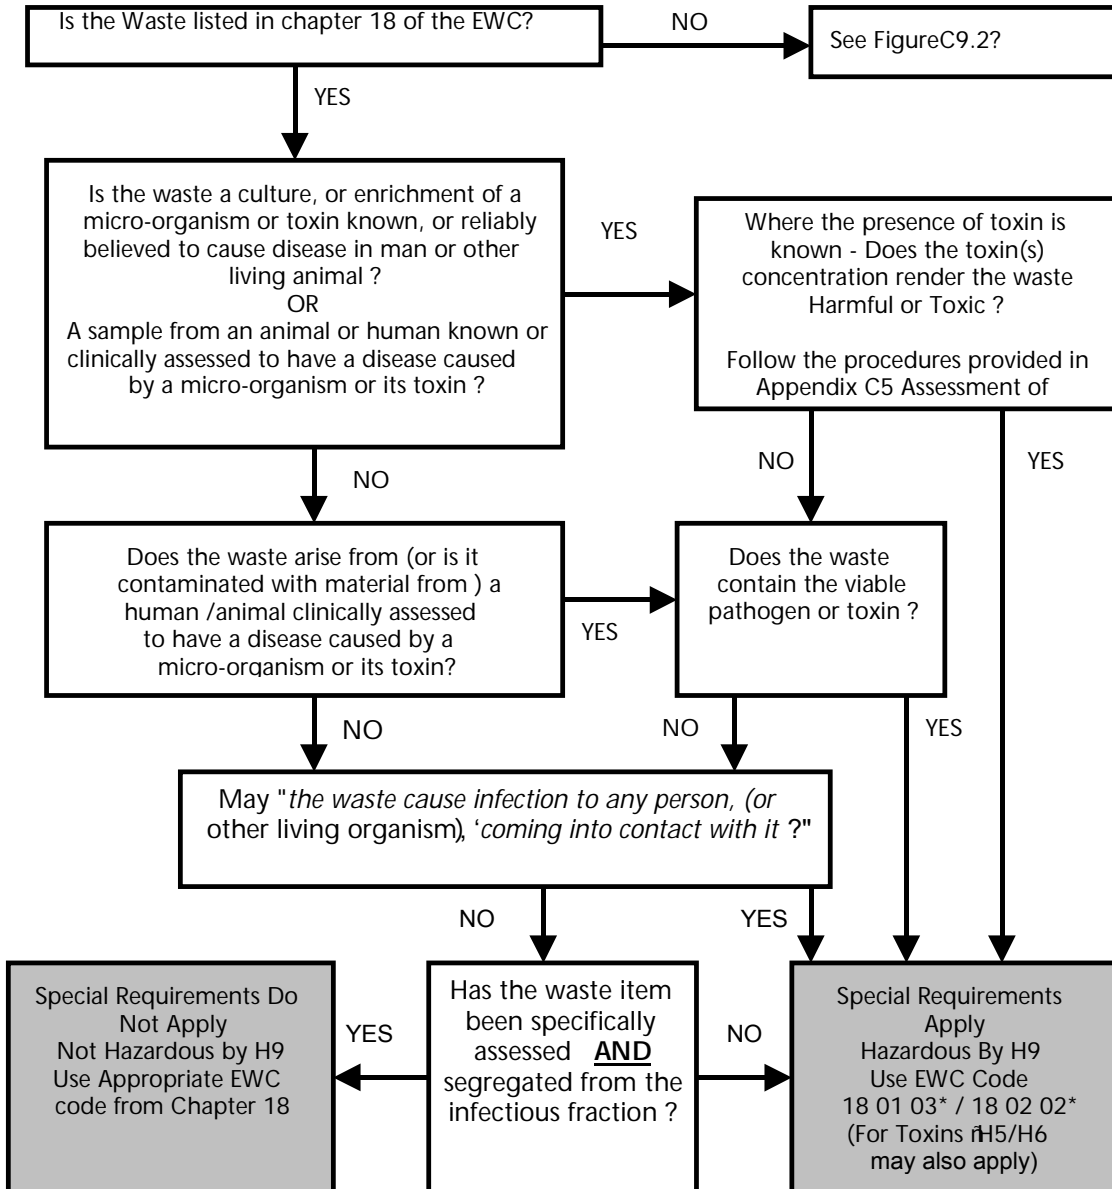 Is the Waste listed in chapter 18 of the EWC?
NO
See FigureC9.2?
YES
Is the waste a culture, or enrichment of a
micro-organism or toxin known, or reliably
believed to cause disease in man or other
living animal ?
OR
A sample from an animal or human known or
clinically assessed to have a disease caused
by a micro-organism or its toxin ?
YES
Where the presence of toxin is
known - Does the toxin(s)
concentration render the waste
Harmful or Toxic ?
Follow the procedures provided in
Appendix C5 Assessment of
NO
NO
YES
Does the waste arise from (or is it
contaminated with material from ) a
human /animal clinically assessed
to have a disease caused by a
micro-organism or its toxin?
YES
Does the waste
contain the viable
pathogen or toxin ?
NO
NO
YES
May "the waste cause infection to any person, (or
other living organism), ‘coming into contact with it ?"
NO
YES
Special Requirements Do
Not Apply
Not Hazardous by H9
Use Appropriate EWC
code from Chapter 18
YES
Has the waste item
been specifically
assessed AND
segregated from the
infectious fraction ?
NO
Special Requirements
Apply
Hazardous By H9
Use EWC Code
18 01 03* / 18 02 02*
(For Toxins ñH5/H6
may also apply)